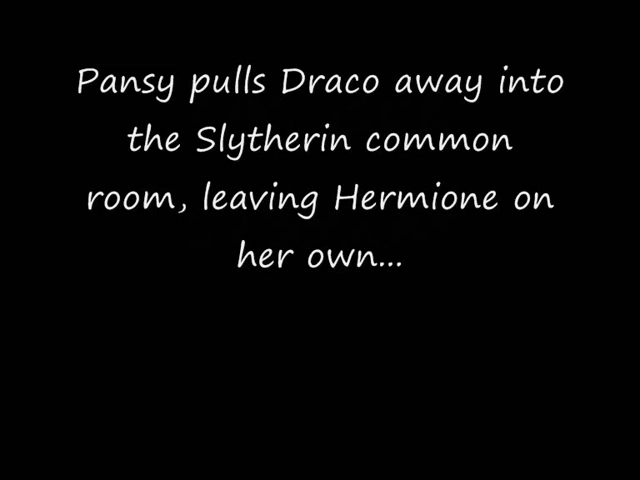 Pansy pulls Draco away into
the Slytherin common
room, leaving Hermione on
her own...